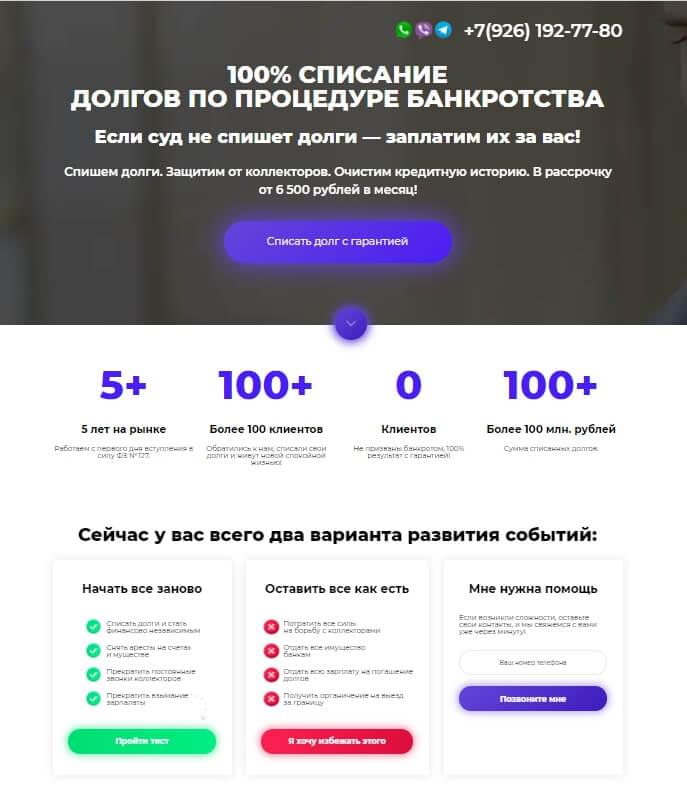 +7(926) 192-77-80
100% СПИСАНИЕ
ДОЛГОВ ПО ПРОЦЕДУРЕ БАНКРОТСТВА
Если суд не спишет долги — заплатим их за вас!
Спишем долги. Защитим от коллекторов. Очистим кредитную историю. В рассрочку
от 6 500 рублей в месяц!
Списать долг с гарантией
5+
5 лет на рынке
Работаем с первого дня вступления в
силу ФЗ №127.
100+
Более 100 клиентов
Обратились к нам, списали свои
долги и живут новой спокойной
жизнью!
0
Клиентов
Не призваны банкротом, 100%
результат с гарантией!
100+
Более 100 млн. рублей
Сумма списанных долгов.
Сейчас у вас всего два варианта развития событий:
Начать все заново
Списать долги и стать
финансово независимым
Снять аресты на счетах
и муществе
Прекратить постоянные
звонки коллекторов
Прекратить взымание
зарпалаты
Пройти тест
Оставить все как есть
Потратить все силы
на борьбу с коллекторами
Отдать все имущество
банкам
Отдать всю зарплату на погашение
долгов
Получить органичение на выезд
за границу
Я хочу избежать этого
Мне нужна помощь
Если возникли сложности, оставьте
свои контакты, и мы свяжемся с вами
уже через минуту!
Ваш номер телефона
Позвоните мне